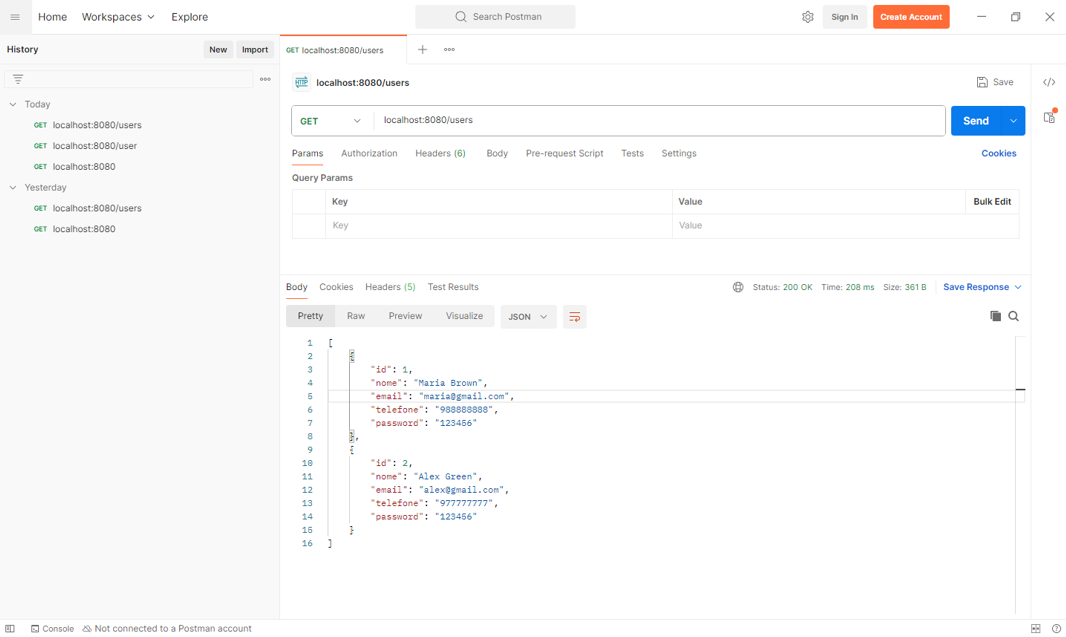 Home Workspaces Explore Search Postman Sign In Create Account
History New Import
GET localhost:8080/users
HTTP localhost:8080/users Save
Today
GET localhost:8080/users
GET localhost:8080/user
GET localhost:8080
Yesterday
GET localhost:8080/users
GET localhost:8080
GET localhost:8080/users Send
Params Authorization Headers (6) Body Pre-request Script Tests Settings Cookies
Query Params
Key Value Bulk Edit
Key Value
Body Cookies Headers (5) Test Results Status: 200 OK Time: 208 ms Size: 361 B Save Response
Pretty Raw Preview Visualize JSON
1 [
2 {
3 "id": 1,
4 "nome": "Maria Brown",
5 "email": "maria@gmail.com",
6 "telefone": "988888888",
7 "password": "123456"
8 },
9 {
10 "id": 2,
11 "nome": "Alex Green",
12 "email": "alex@gmail.com",
13 "telefone": "977777777",
14 "password": "123456"
15 }
16 ]
Console Not connected to a Postman account